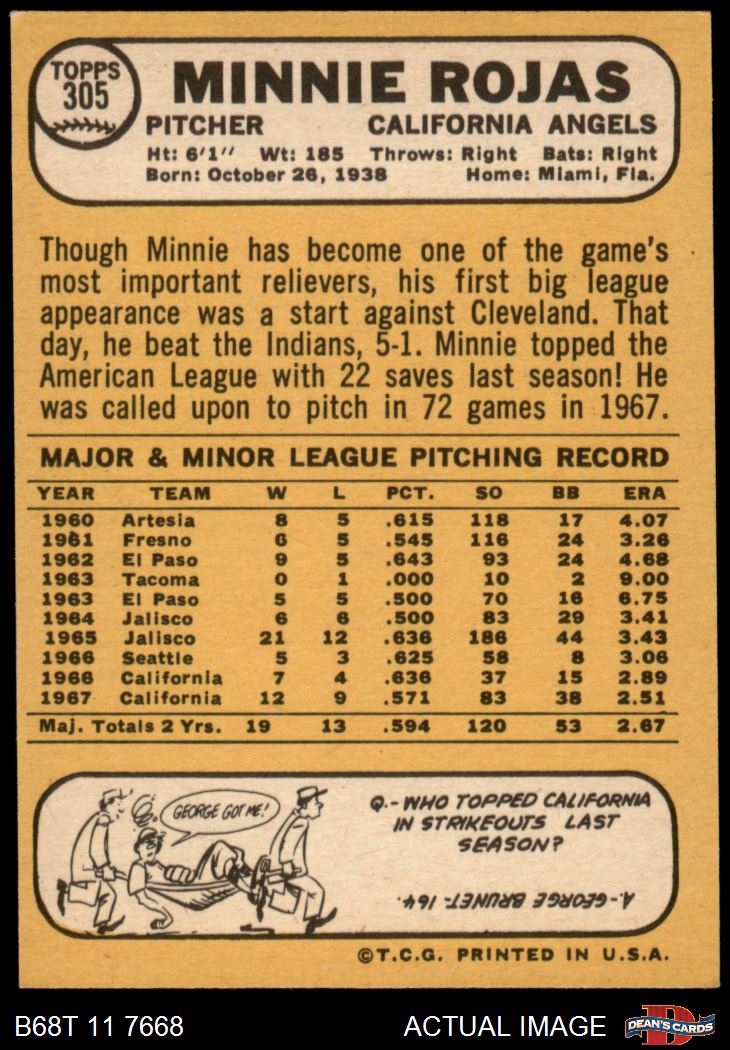 TOPPS
305
MINNIE ROJAS
PITCHER CALIFORNIA ANGELS
Ht: 6'1'' Wt: 185 Throws: Right Bats: Right
Born: October 26, 1938 Home: Miami, Fla.
Though Minnie has become one of the game's
most important relievers, his first big league
appearance was a start against Cleveland. That
day, he beat the Indians, 5-1. Minnie topped the
American League with 22 saves last season! He
was called upon to pitch in 72 games in 1967.
MAJOR & MINOR LEAGUE PITCHING RECORD
YEAR TEAM W L PCT. SO BB ERA
1960 Artesia 8 5 .615 118 17 4.07
1961 Fresno 6 5 .545 116 24 3.26
1962 El Paso 9 5 .643 93 24 4.68
1963 Tacoma 0 1 .000 10 2 9.00
1963 El Paso 5 5 .500 70 16 6.75
1964 Jalisco 6 6 .500 83 29 3.41
1965 Jalisco 21 12 .636 186 44 3.43
1966 Seattle 5 3 .625 58 8 3.06
1966 California 7 4 .636 37 15 2.89
1967 California 12 9 .571 83 38 2.51
Maj. Totals 2 Yrs. 19 13 .594 120 53 2.67
GEORGE GOT ME!
Q.-WHO TOPPED CALIFORNIA
IN STRIKEOUTS LAST
SEASON?
A.-GEORGE BRUNET-164.
©T.C.G. PRINTED IN U.S.A.
B68T 11 7668 ACTUAL IMAGE
D
DEAN'S CARDS